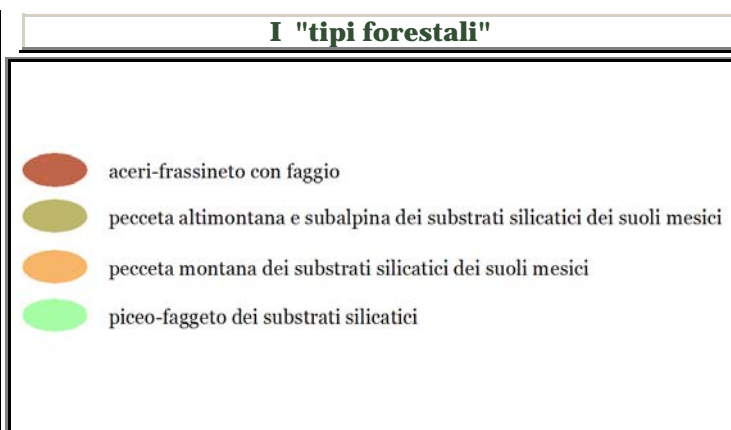 I "tipi forestali"
aceri-frassineto con faggio
pecceta altimontana e subalpina dei substrati silicatici dei suoli mesici
pecceta montana dei substrati silicatici dei suoli mesici
piceo-faggeto dei substrati silicatici